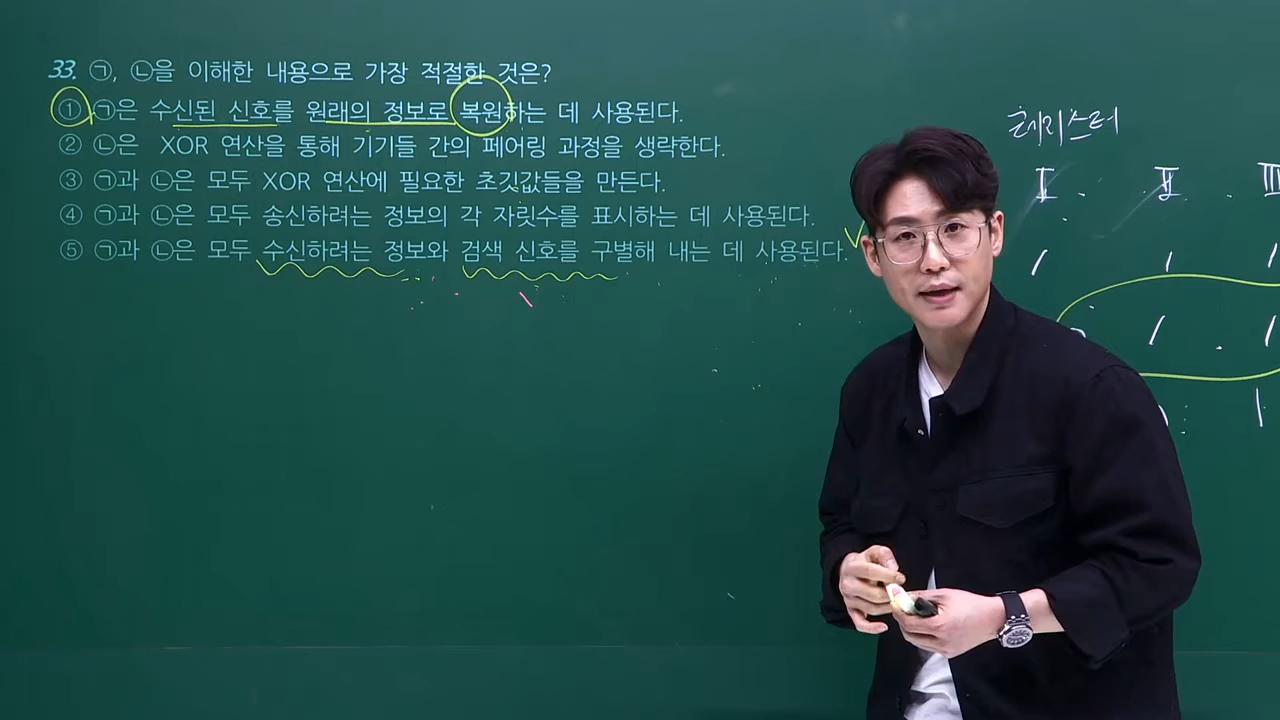 33. ㉠, ㉡을 이해한 내용으로 가장 적절한 것은?
① ㉠은 수신된 신호를 원래의 정보로 복원하는 데 사용된다.
② ㉡은 XOR 연산을 통해 기기들 간의 페어링 과정을 생략한다.
③ ㉠과 ㉡은 모두 XOR 연산에 필요한 초깃값들을 만든다.
④ ㉠과 ㉡은 모두 송신하려는 정보의 각 자릿수를 표시하는 데 사용된다.
⑤ ㉠과 ㉡은 모두 수신하려는 정보와 검색 신호를 구별해 내는 데 사용된다.
레지스터
Ⅰ. Ⅱ. Ⅲ
1 1 1
1 . 1
1